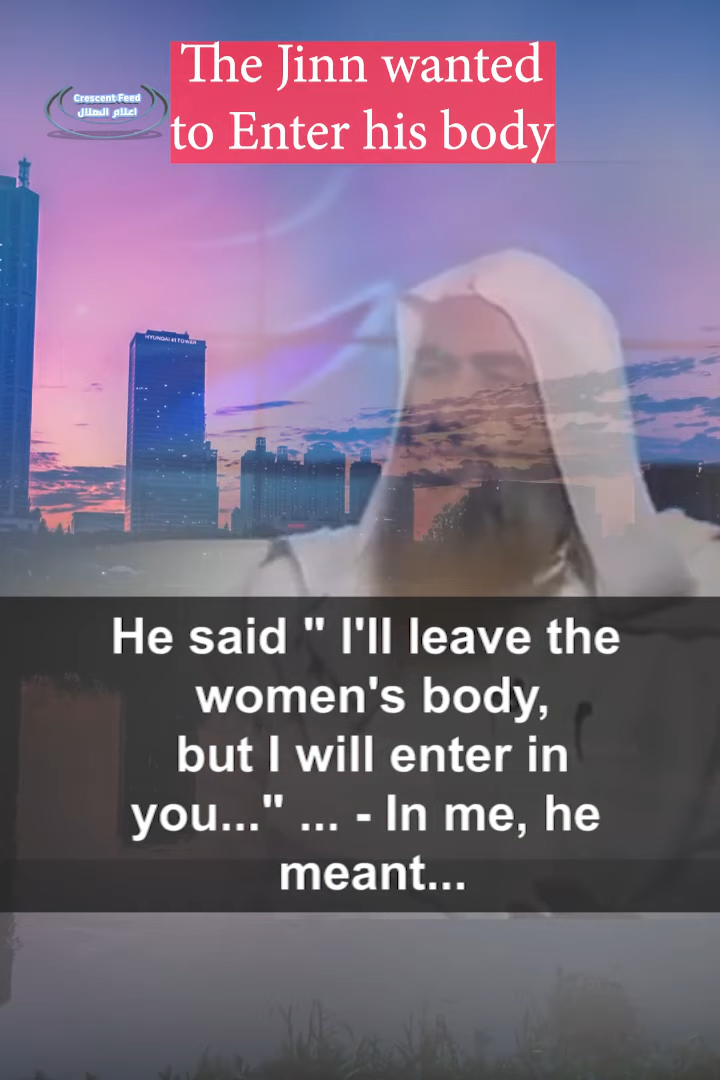 The Jinn wanted
to Enter his body
Crescent Feed
اعلام الهلال
HYUNDAI 41 TOWER
He said " I'll leave the
women's body,
but I will enter in
you..." ... - In me, he
meant...